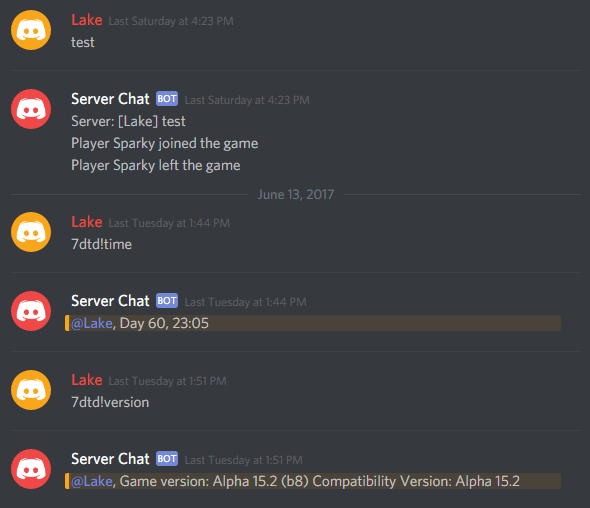 Lake Last Saturday at 4:23 PM
test
Server Chat BOT Last Saturday at 4:23 PM
Server: [Lake] test
Player Sparky joined the game
Player Sparky left the game
June 13, 2017
Lake Last Tuesday at 1:44 PM
7dtd!time
Server Chat BOT Last Tuesday at 1:44 PM
@Lake, Day 60, 23:05
Lake Last Tuesday at 1:51 PM
7dtd!version
Server Chat BOT Last Tuesday at 1:51 PM
@Lake, Game version: Alpha 15.2 (b8) Compatibility Version: Alpha 15.2